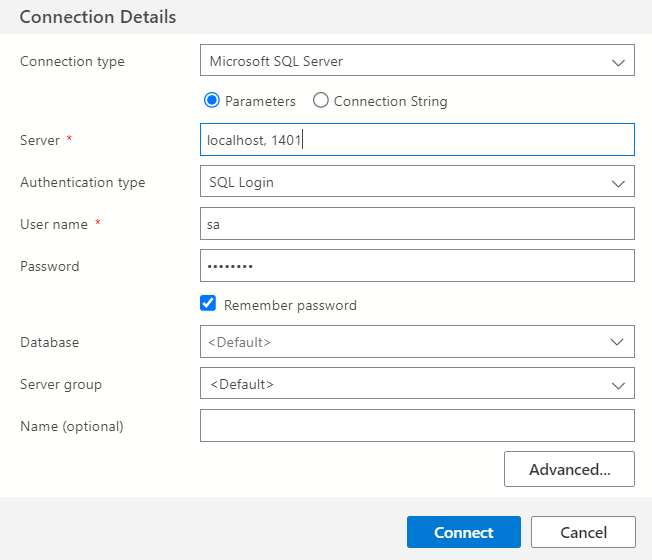 Connection Details
Connection type Microsoft SQL Server
Parameters Connection String
Server * localhost, 1401
Authentication type SQL Login
User name * sa
Password ••••••••
Remember password
Database <Default>
Server group <Default>
Name (optional)
Advanced...
Connect Cancel